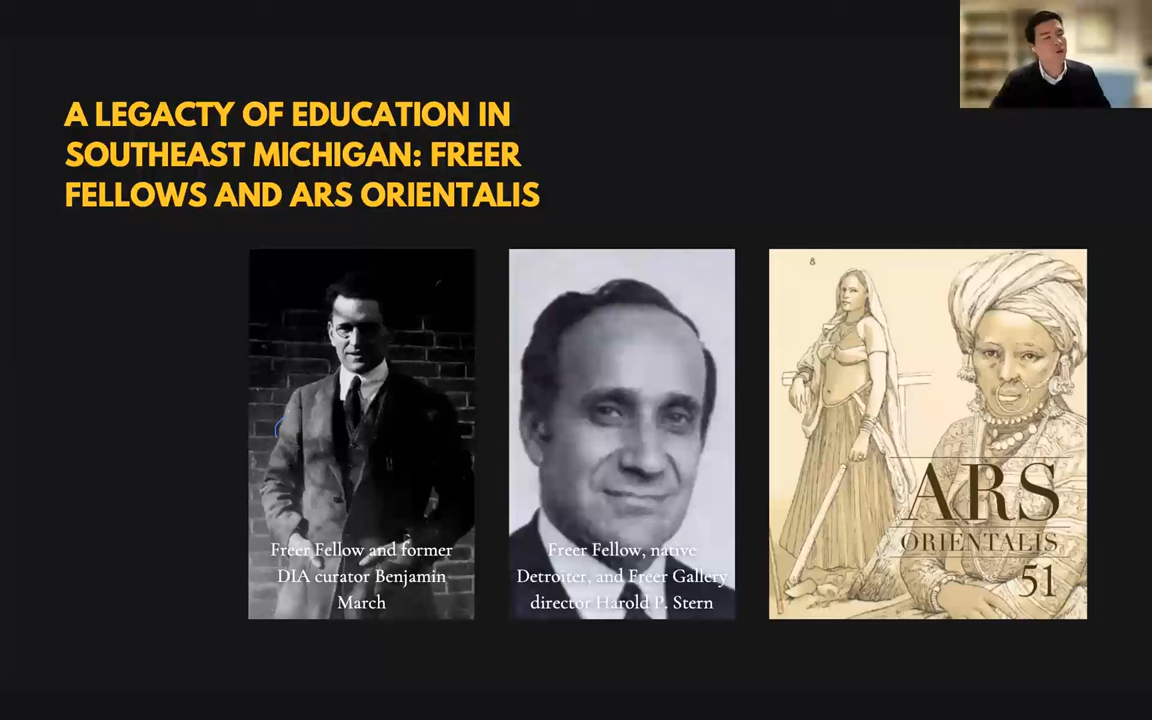 A LEGACTY OF EDUCATION IN
SOUTHEAST MICHIGAN: FREER
FELLOWS AND ARS ORIENTALIS
Freer Fellow and former
DIA curator Benjamin
March
Freer Fellow, native
Detroiter, and Freer Gallery
director Harold P. Stern
8
ARS
ORIENTALIS
51